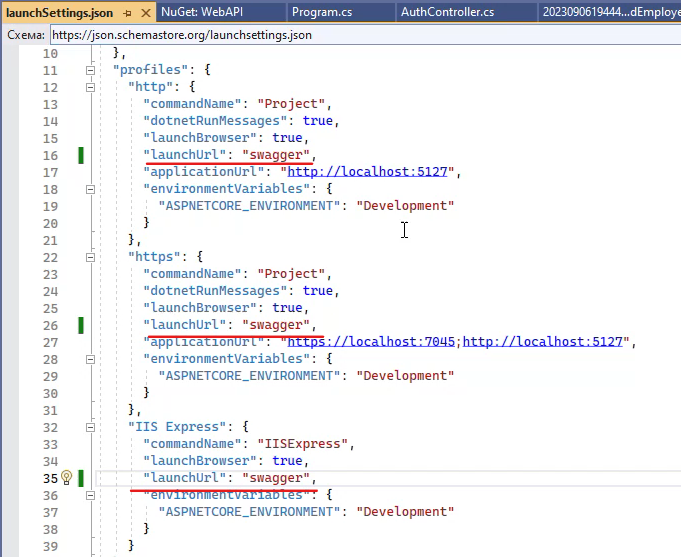 launchSettings.json NuGet: WebAPI Program.cs AuthController.cs 2023090619444...dEmploye
Схема: https://json.schemastore.org/launchsettings.json
10 },
11 "profiles": {
12 "http": {
13 "commandName": "Project",
14 "dotnetRunMessages": true,
15 "launchBrowser": true,
16 "launchUrl": "swagger",
17 "applicationUrl": "http://localhost:5127",
18 "environmentVariables": {
19 "ASPNETCORE_ENVIRONMENT": "Development"
20 }
21 },
22 "https": {
23 "commandName": "Project",
24 "dotnetRunMessages": true,
25 "launchBrowser": true,
26 "launchUrl": "swagger",
27 "applicationUrl": "https://localhost:7045;http://localhost:5127",
28 "environmentVariables": {
29 "ASPNETCORE_ENVIRONMENT": "Development"
30 }
31 },
32 "IIS Express": {
33 "commandName": "IISExpress",
34 "launchBrowser": true,
35 "launchUrl": "swagger",
36 "environmentVariables": {
37 "ASPNETCORE_ENVIRONMENT": "Development"
38 }
39 }